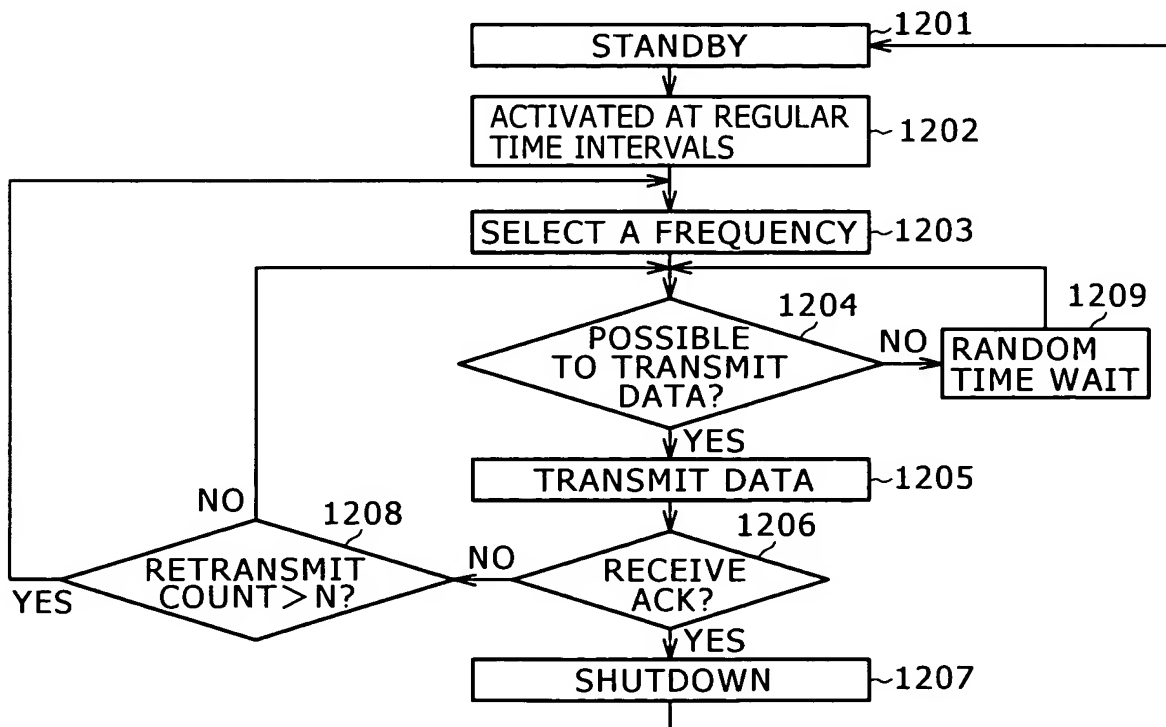 1201
STANDBY
ACTIVATED AT REGULAR
TIME INTERVALS
1202
SELECT A FREQUENCY
1203
1204
1209
POSSIBLE
TO TRANSMIT
DATA?
NO
RANDOM
TIME WAIT
YES
TRANSMIT DATA
1205
NO
1208
1206
RETRANSMIT
COUNT>N?
NO
RECEIVE
ACK?
YES
YES
SHUTDOWN
1207